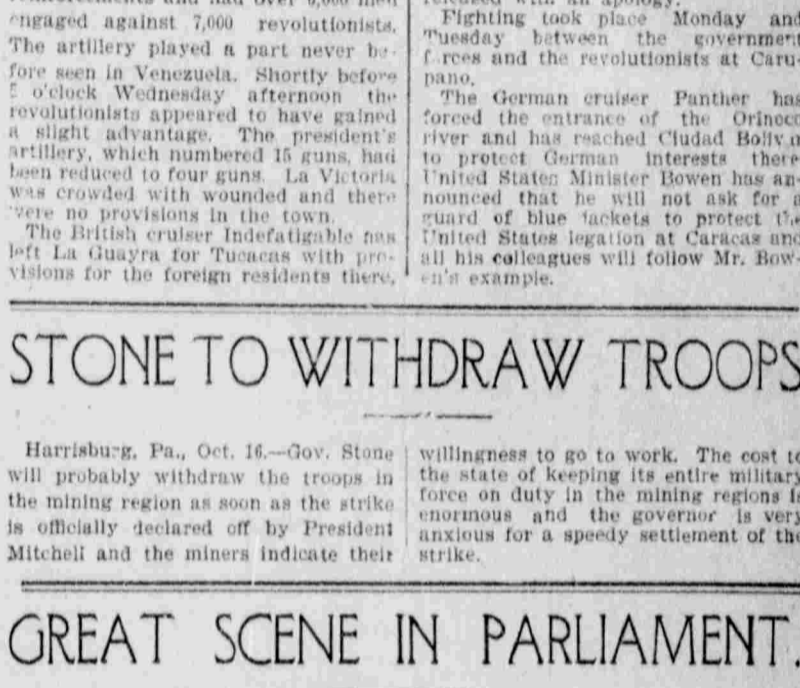 engaged against 7,000 revolutionists.
The artillery played a part never be-
fore seen in Venezuela. Shortly before
5 o'clock Wednesday afternoon the
revolutionists appeared to have gained
a slight advantage. The president's
artillery, which numbered 15 guns, had
been reduced to four guns. La Victoria
was crowded with wounded and there
were no provisions in the town.
The British cruiser Indefatigable has
left La Guayra for Tucacas with pro-
visions for the foreign residents there.
released with an apology.
Fighting took place Monday and
Tuesday between the government
forces and the revolutionists at Caru-
pano.
The German cruiser Panther has
forced the entrance of the Orinoco
river and has reached Ciudad Boliva
to protect German interests there
United States Minister Bowen has an-
nounced that he will not ask for a
guard of blue jackets to protect the
United States legation at Caracas and
all his colleagues will follow Mr. Bow-
en's example.
STONE TO WITHDRAW TROOPS
Harrisburg, Pa., Oct. 16.—Gov. Stone
will probably withdraw the troops in
the mining region as soon as the strike
is officially declared off by President
Mitchell and the miners indicate their
willingness to go to work. The cost to
the state of keeping its entire military
force on duty in the mining regions is
enormous and the governor is very
anxious for a speedy settlement of the
strike.
GREAT SCENE IN PARLIAMENT.